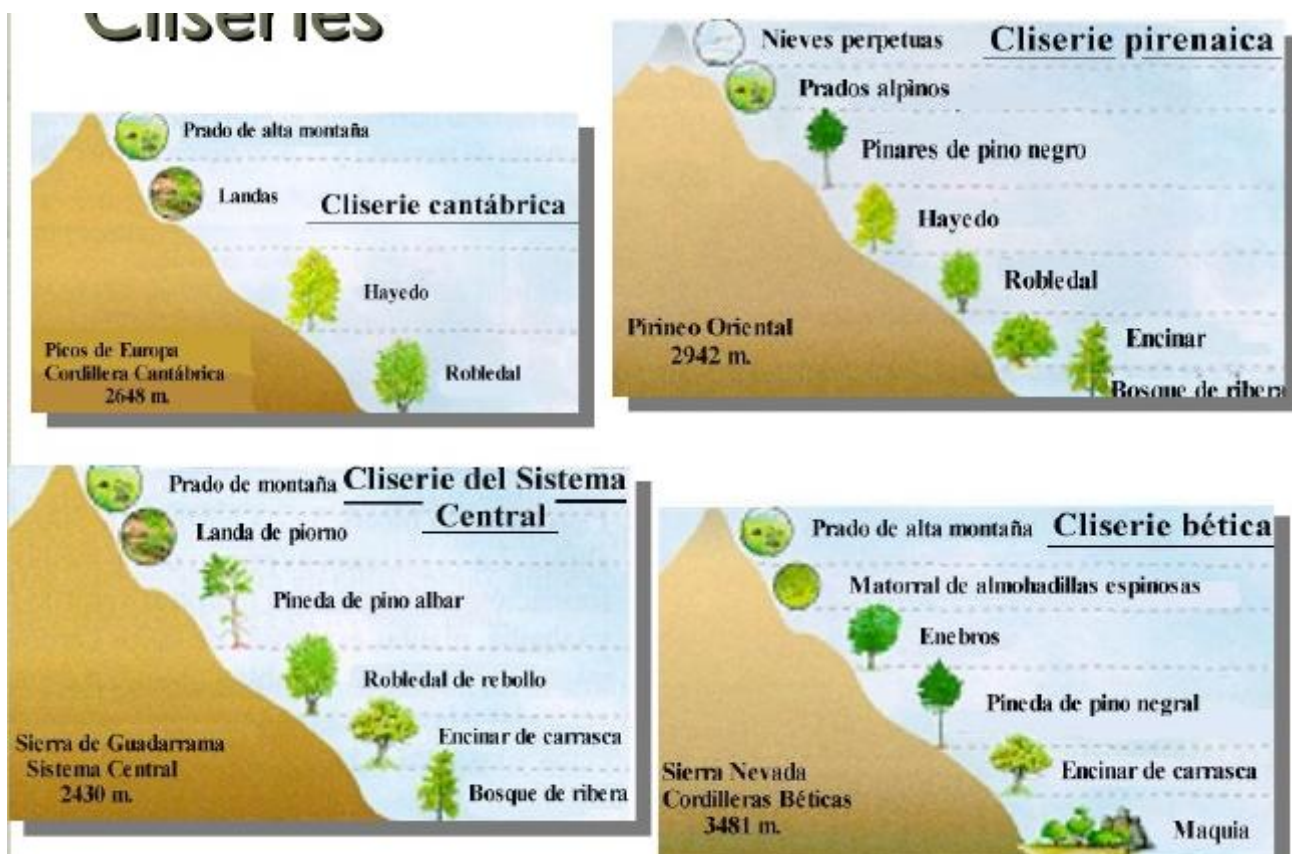 Cliseries
Prado de alta montaña
Landas
Cliserie cantábrica
Hayedo
Robledal
Picos de Europa
Cordillera Cantábrica
2648 m.
Nieves perpetuas
Cliserie pirenaica
Prados alpinos
Pinares de pino negro
Hayedo
Robledal
Encinar
Bosque de ribera
Pirineo Oriental
2942 m.
Prado de montaña
Cliserie del Sistema
Central
Landa de piorno
Pineda de pino albar
Robledal de rebollo
Encinar de carrasca
Bosque de ribera
Sierra de Guadarrama
Sistema Central
2430 m.
Prado de alta montaña
Cliserie bética
Matorral de almohadillas espinosas
Enebros
Pineda de pino negral
Encinar de carrasca
Maquia
Sierra Nevada
Cordilleras Béticas
3481 m.